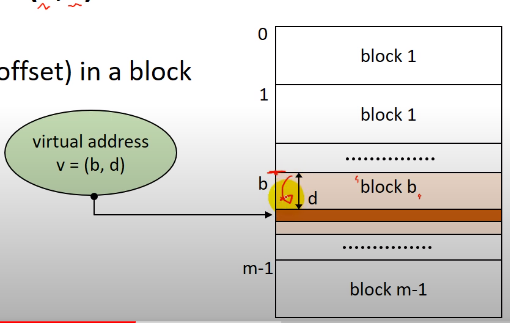 offset) in a block
virtual address
v = (b, d)
0
block 1
1
block 1
..............
b
block b
d
..............
m-1
block m-1